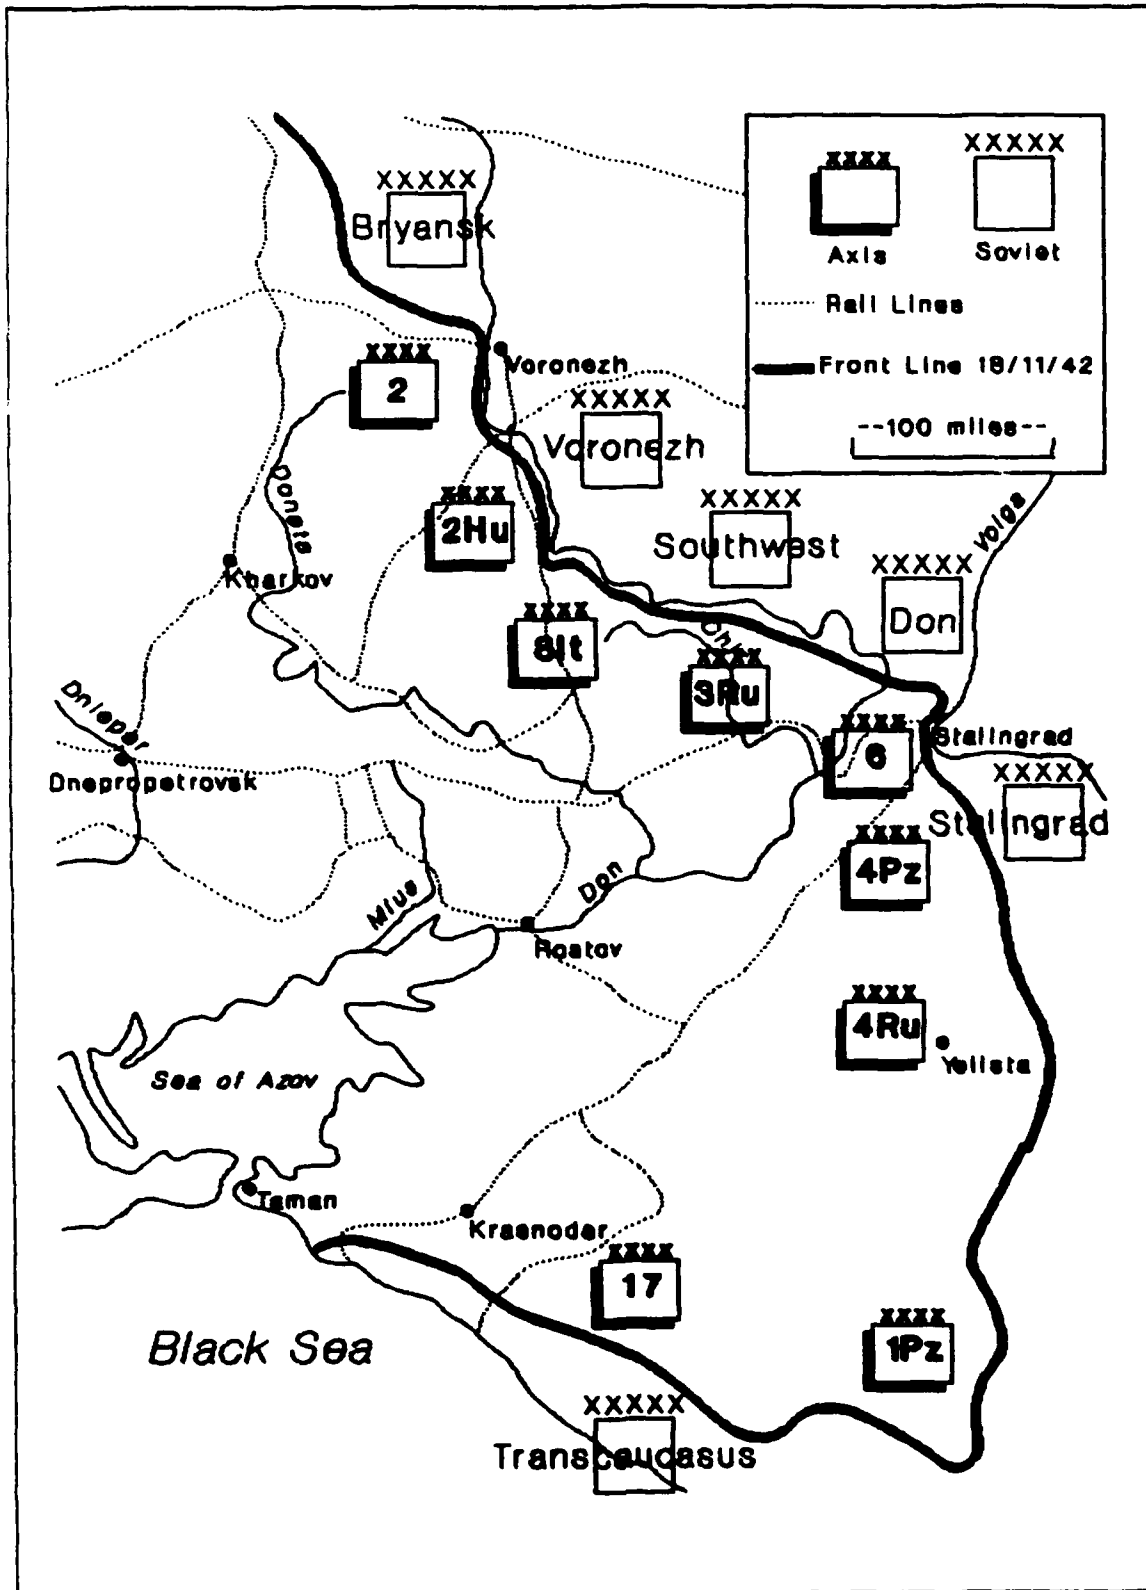 XXXXX
Bryansk
XXXX
2
Voronezh
XXXXX
Voronezh
XXXX
XXXXX
Axis
Soviet
Rail Lines
Front Line 18/11/42
--100 miles--
Donets
XXXX
2Hu
XXXXX
Southwest
Volga
XXXXX
Don
Kharkov
XXXX
8It
XXXX
3Ru
Dnieper
Dnepropetrovsk
XXXX
6
Stalingrad
XXXXX
Stalingrad
XXXX
4Pz
Mius
Don
Rostov
XXXX
4Ru
Yelista
Sea of Azov
Taman
Krasnodar
XXXX
17
Black Sea
XXXX
1Pz
XXXXX
Transcaucasus